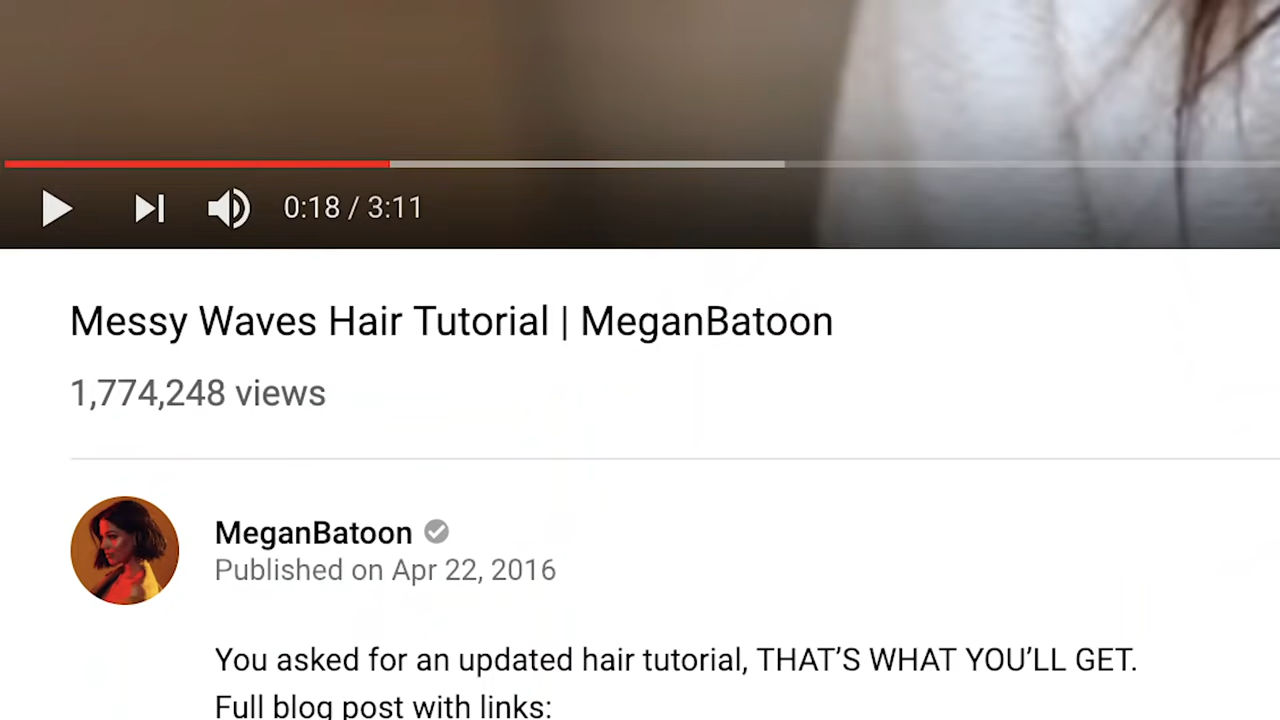 0:18 / 3:11
Messy Waves Hair Tutorial | MeganBatoon
1,774,248 views
MeganBatoon
Published on Apr 22, 2016
You asked for an updated hair tutorial, THAT’S WHAT YOU’LL GET.
Full blog post with links: